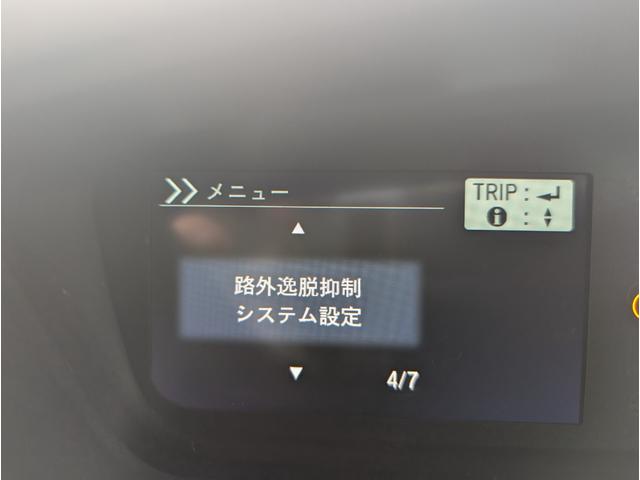 メニュー
TRIP :
:
路外逸脱抑制
システム設定
4/7